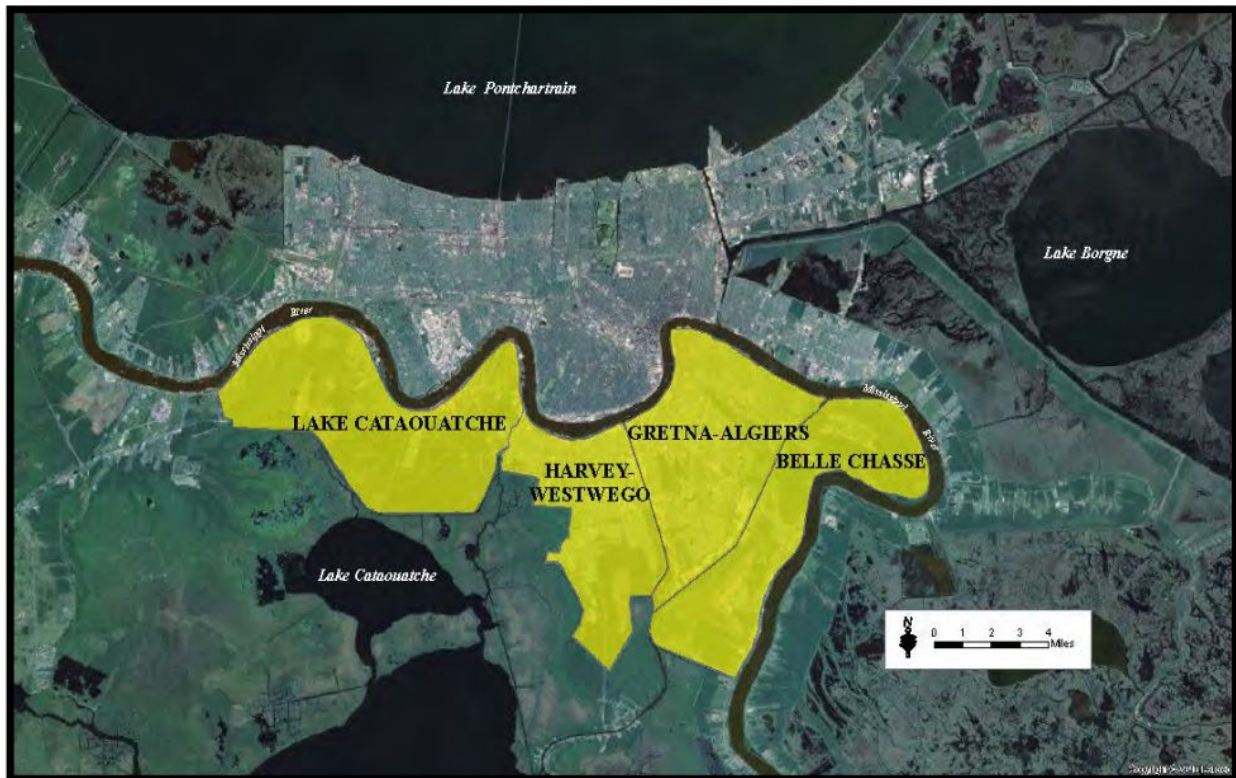 Lake Pontchartrain
Lake Borgne
Mississippi
River
Mississippi
River
LAKE CATAOUATCHE
GRETNA-ALGIERS
BELLE CHASSE
HARVEY-
WESTWEGO
Lake Cataouatche
N
0 1 2 3 4
Miles